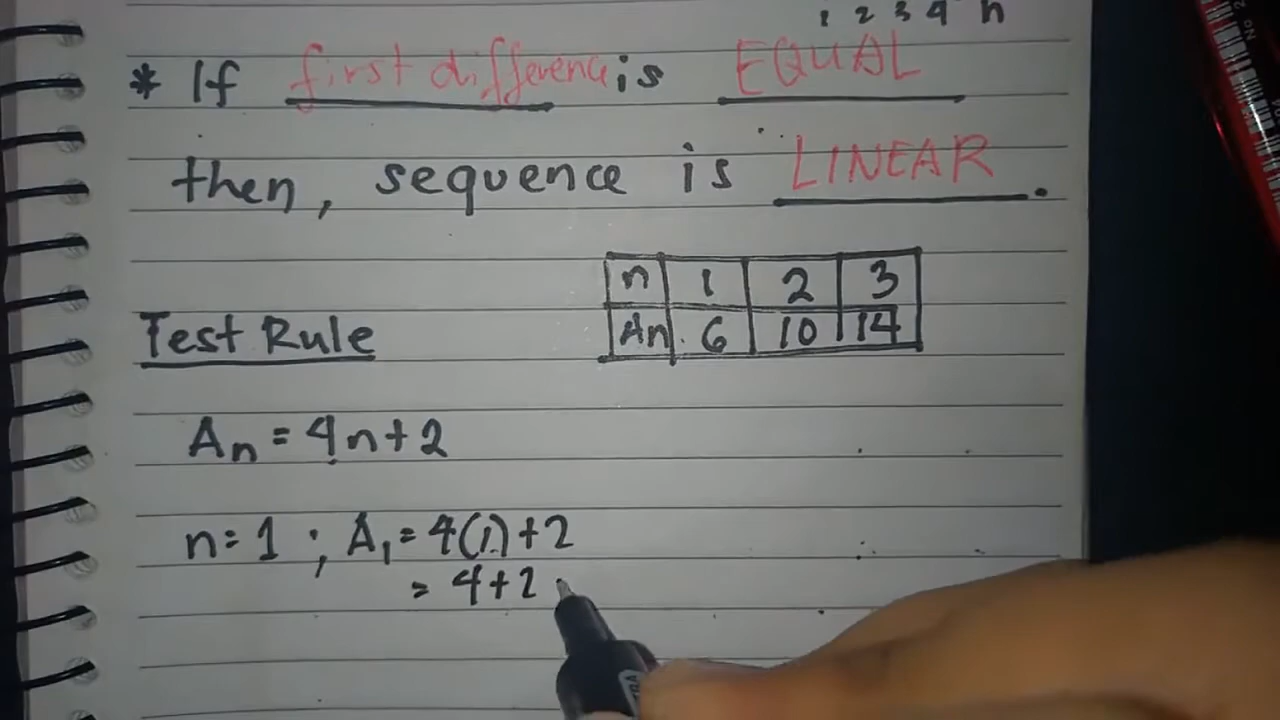 1 2 3 4 n
* If first difference is EQUAL
then, sequence is LINEAR.
n 1 2 3
An 6 10 14
Test Rule
An = 4n+2
n=1 ; A1 = 4(1)+2
= 4+2